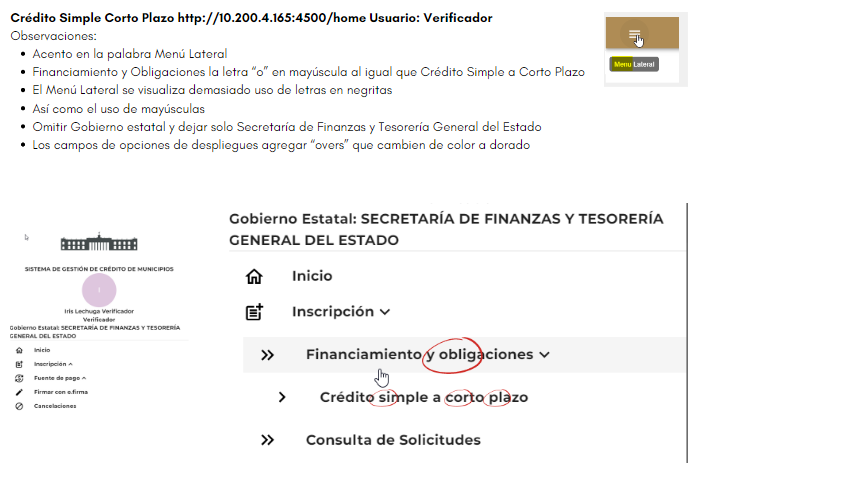 Crédito Simple Corto Plazo http://10.200.4.165:4500/home Usuario: Verificador
Observaciones:
Acento en la palabra Menú Lateral
Financiamiento y Obligaciones la letra “o” en mayúscula al igual que Crédito Simple a Corto Plazo
El Menú Lateral se visualiza demasiado uso de letras en negritas
Así como el uso de mayúsculas
Omitir Gobierno estatal y dejar solo Secretaría de Finanzas y Tesorería General del Estado
Los campos de opciones de despliegues agregar “overs” que cambien de color a dorado
Menu Lateral
SISTEMA DE GESTIÓN DE CRÉDITO DE MUNICIPIOS
Iris Lechuga Verificador
Verificador
Gobierno Estatal: SECRETARÍA DE FINANZAS Y TESORERÍA
GENERAL DEL ESTADO
Inicio
Inscripción
Fuente de pago
Firmar con e.firma
Cancelaciones
Gobierno Estatal: SECRETARÍA DE FINANZAS Y TESORERÍA
GENERAL DEL ESTADO
Inicio
Inscripción
Financiamiento y obligaciones
Crédito simple a corto plazo
Consulta de Solicitudes